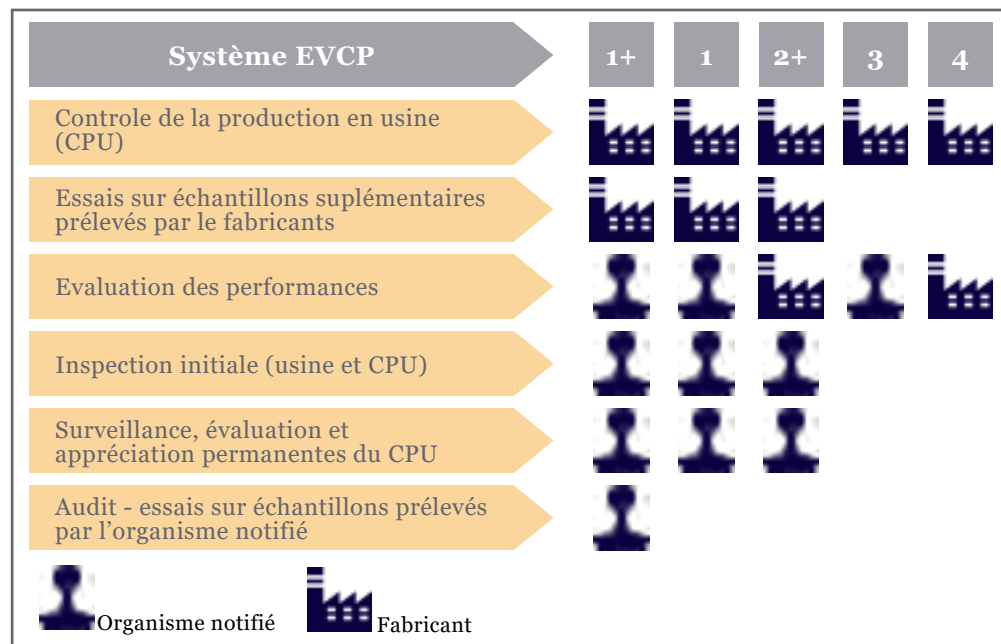 Système EVCP 1+ 1 2+ 3 4
Controle de la production en usine
(CPU)
Essais sur échantillons suplémentaires
prélevés par le fabricants
Evaluation des performances
Inspection initiale (usine et CPU)
Surveillance, évaluation et
appréciation permanentes du CPU
Audit - essais sur échantillons prélevés
par l’organisme notifié
Organisme notifié Fabricant